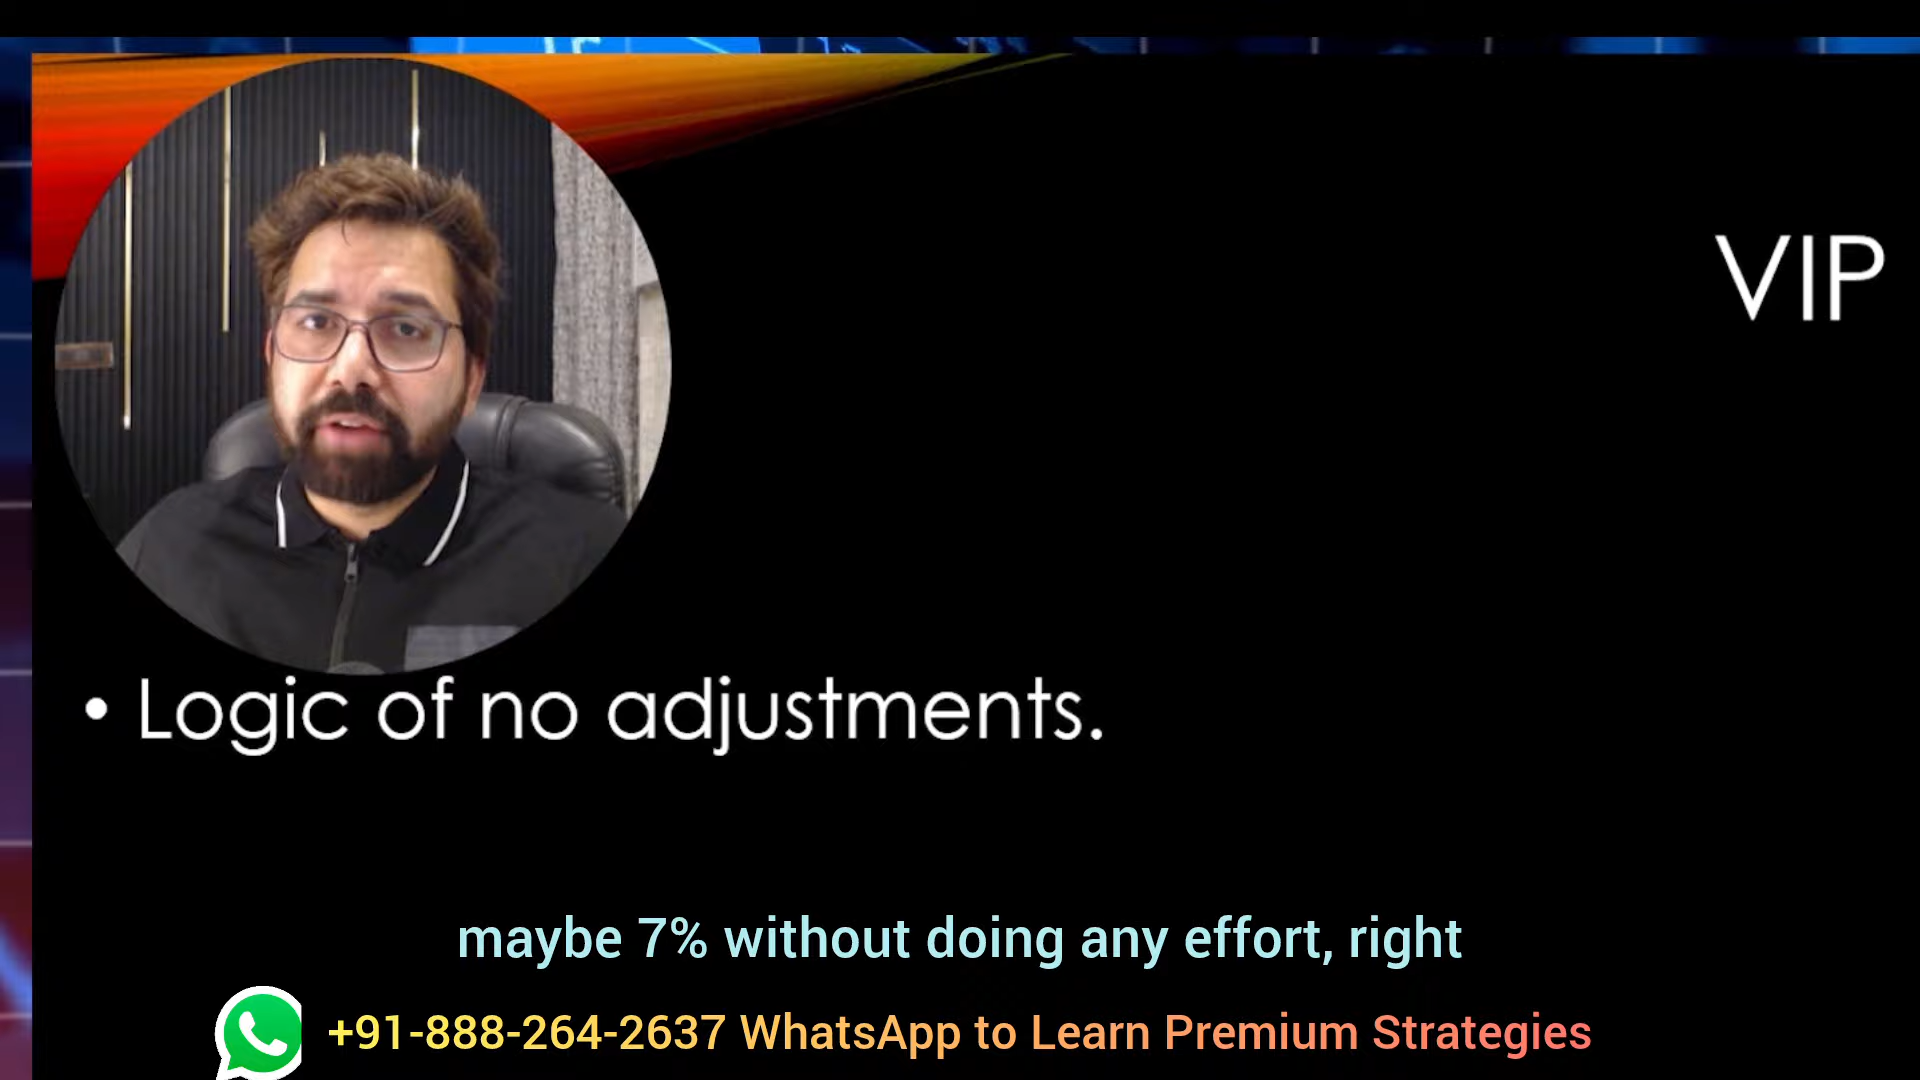 VIP
• Logic of no adjustments.
maybe 7% without doing any effort, right
+91-888-264-2637 WhatsApp to Learn Premium Strategies